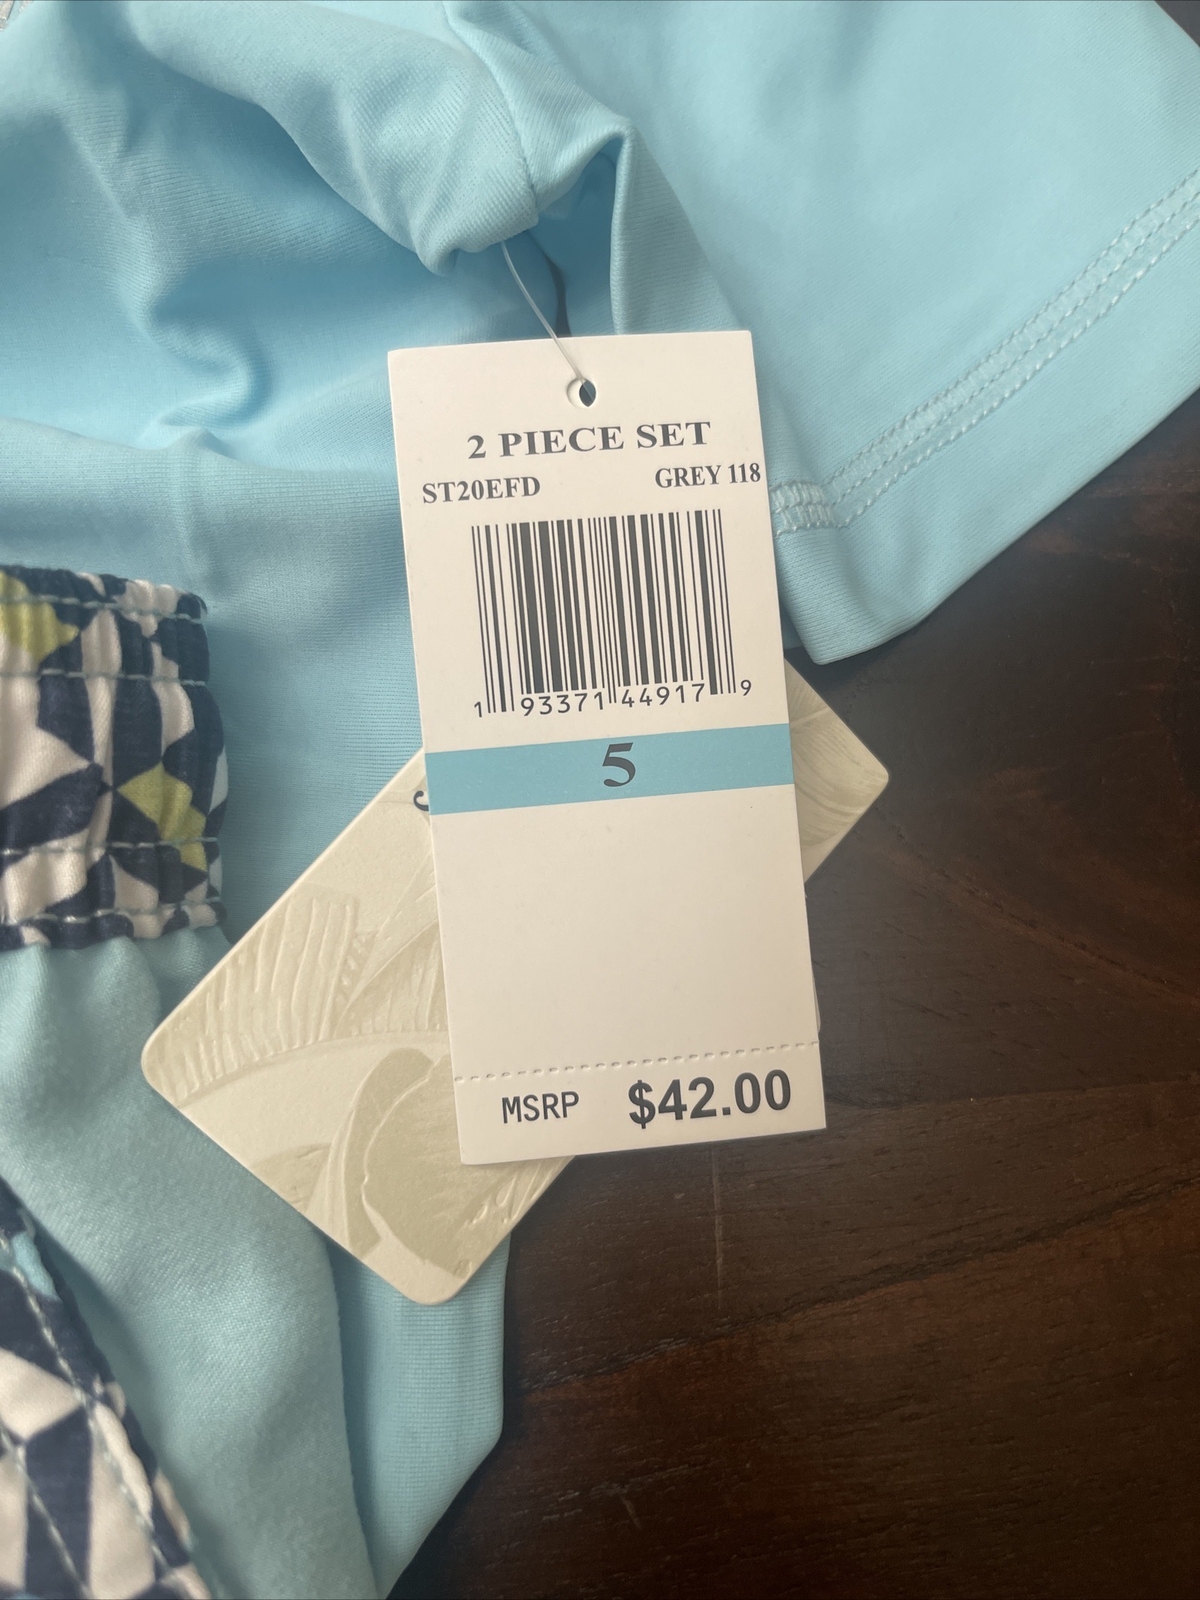 2 PIECE SET
ST20EFD GREY 118
1 93371 44917 9
5
MSRP $42.00